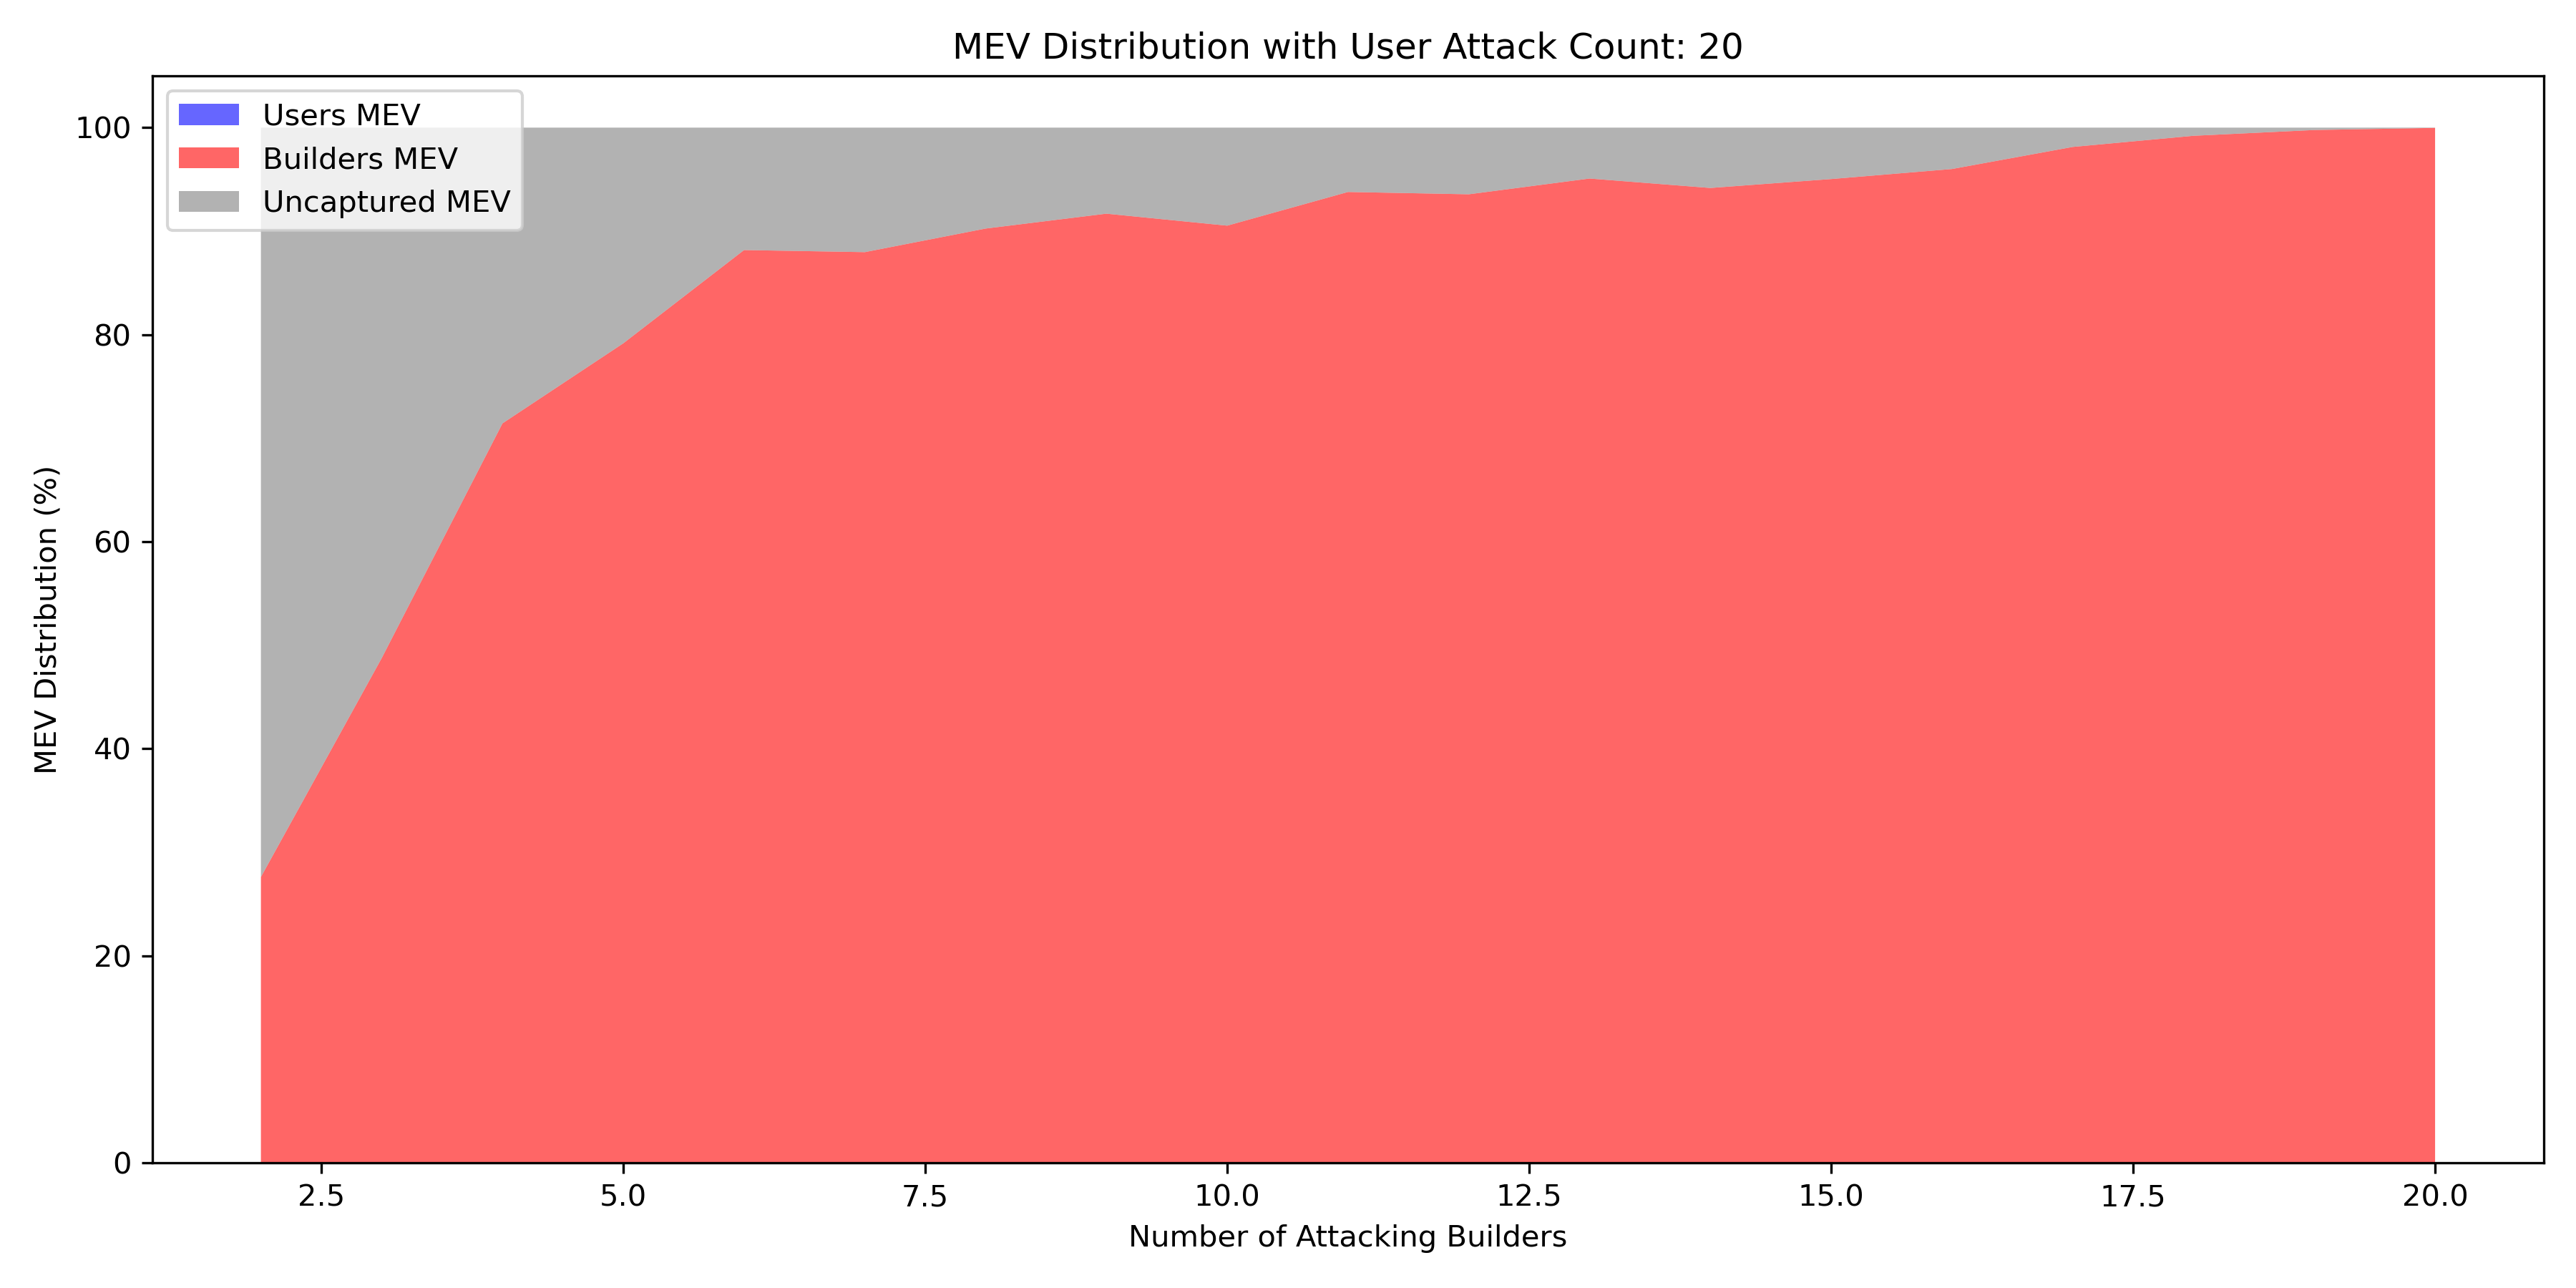 MEV Distribution with User Attack Count: 20
Users MEV
Builders MEV
Uncaptured MEV
100
80
60
40
20
0
MEV Distribution (%)
2.5 5.0 7.5 10.0 12.5 15.0 17.5 20.0
Number of Attacking Builders